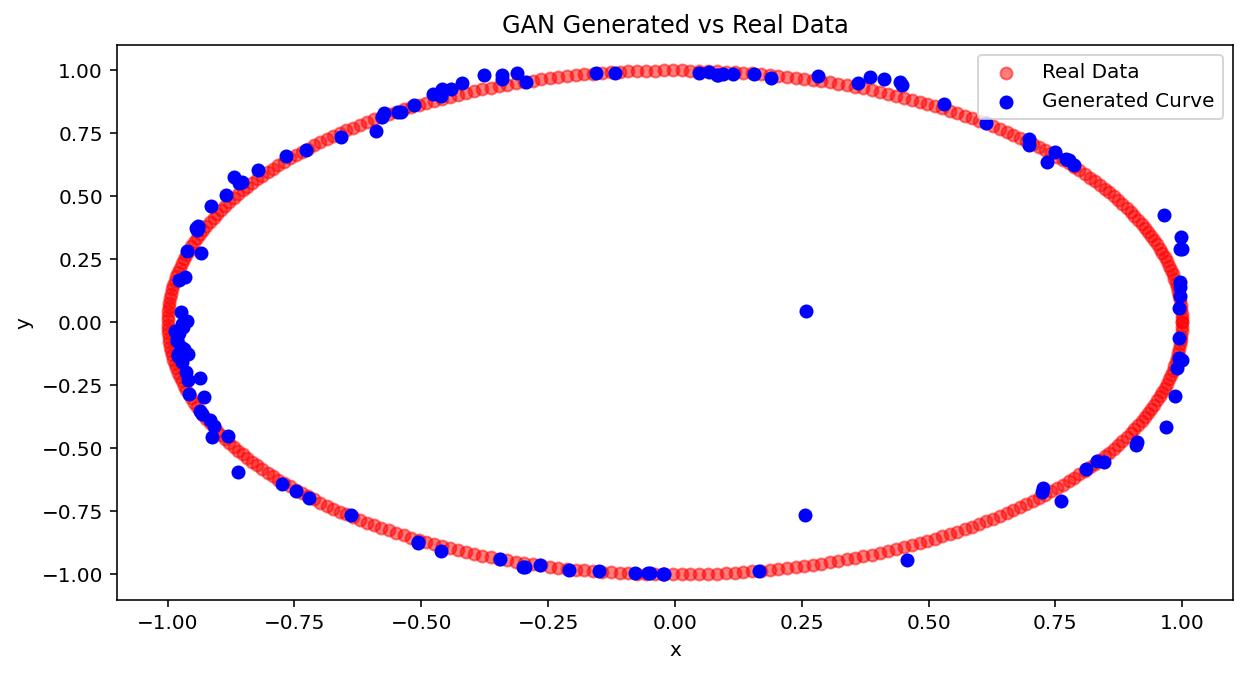 GAN Generated vs Real Data
Real Data
Generated Curve
1.00
0.75
0.50
0.25
0.00
−0.25
−0.50
−0.75
−1.00
y
−1.00 −0.75 −0.50 −0.25 0.00 0.25 0.50 0.75 1.00
x